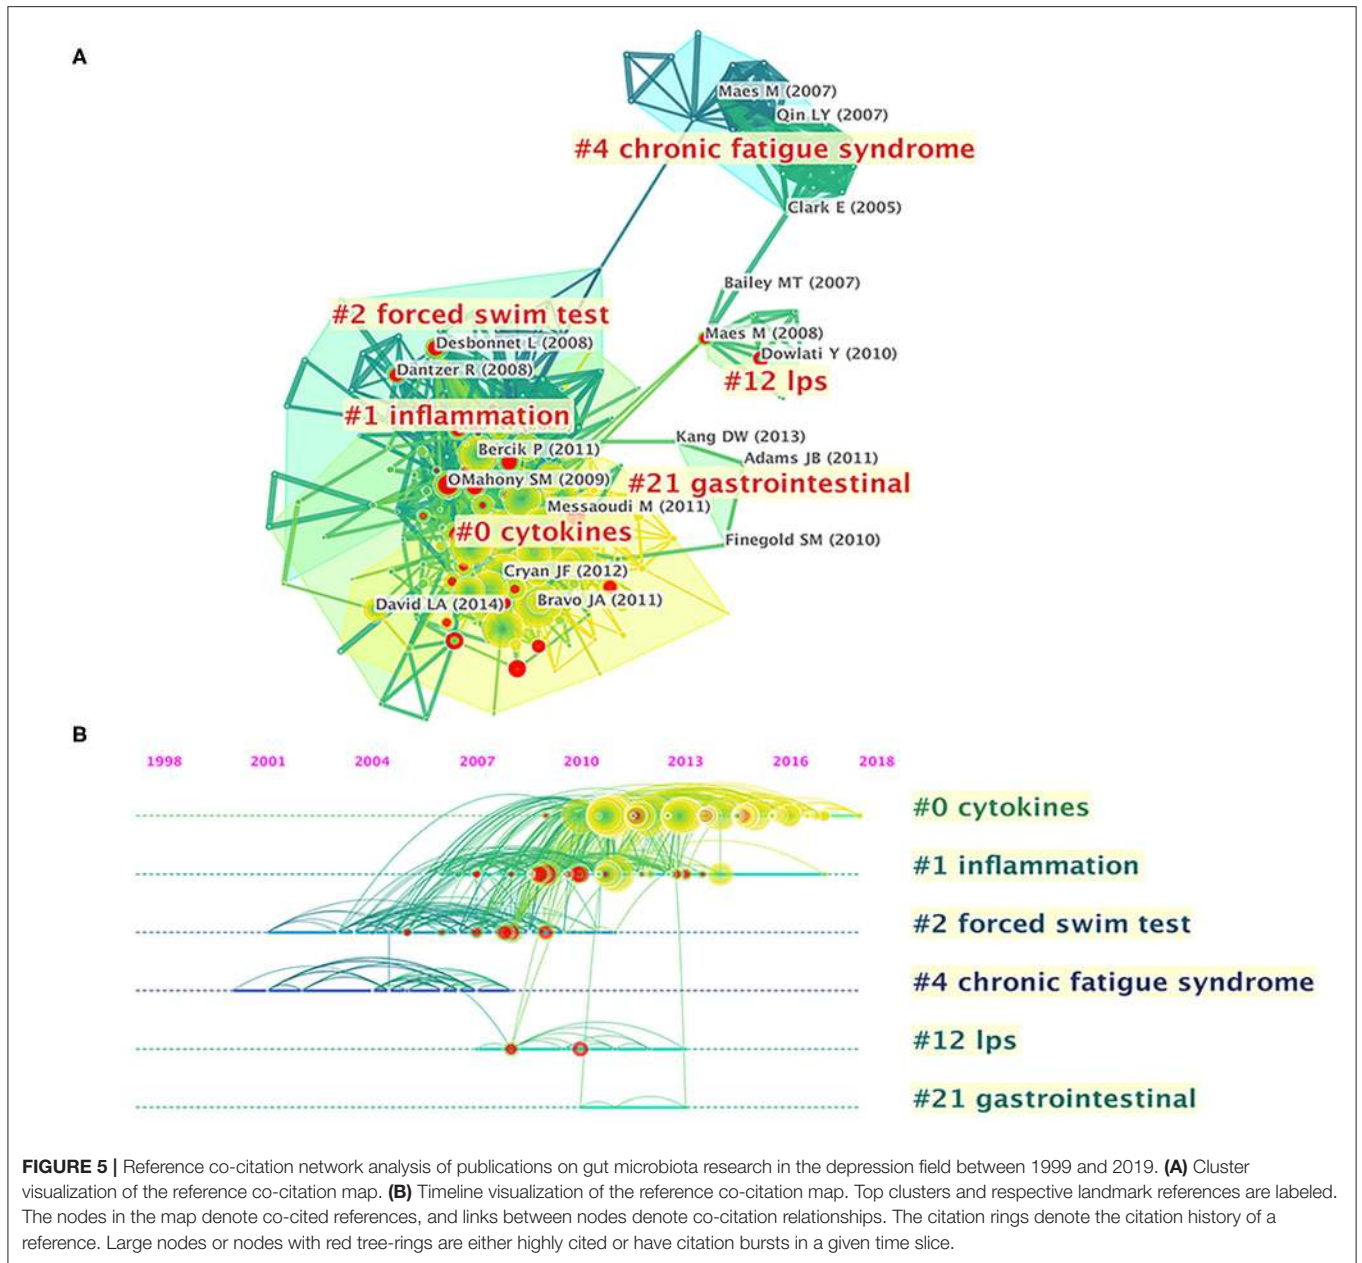 A
Maes M (2007)
Qin LY (2007)
#4 chronic fatigue syndrome
Clark E (2005)
Bailey MT (2007)
#2 forced swim test
Maes M (2008)
Desbonnet L (2008)
Dowlati Y (2010)
Dantzer R (2008)
#12 lps
#1 inflammation
Kang DW (2013)
Bercik P (2011)
Adams JB (2011)
OMahony SM (2009)
#21 gastrointestinal
Messaoudi M (2011)
#0 cytokines
Finegold SM (2010)
Cryan JF (2012)
David LA (2014)
Bravo JA (2011)
B
1998 2001 2004 2007 2010 2013 2016 2018
#0 cytokines
#1 inflammation
#2 forced swim test
#4 chronic fatigue syndrome
#12 lps
#21 gastrointestinal
FIGURE 5 | Reference co-citation network analysis of publications on gut microbiota research in the depression field between 1999 and 2019. (A) Cluster
visualization of the reference co-citation map. (B) Timeline visualization of the reference co-citation map. Top clusters and respective landmark references are labeled.
The nodes in the map denote co-cited references, and links between nodes denote co-citation relationships. The citation rings denote the citation history of a
reference. Large nodes or nodes with red tree-rings are either highly cited or have citation bursts in a given time slice.